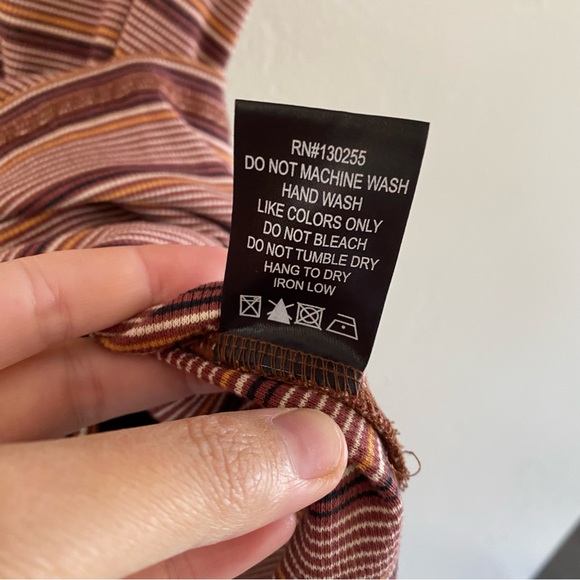 RN#130255
DO NOT MACHINE WASH
HAND WASH
LIKE COLORS ONLY
DO NOT BLEACH
DO NOT TUMBLE DRY
HANG TO DRY
IRON LOW